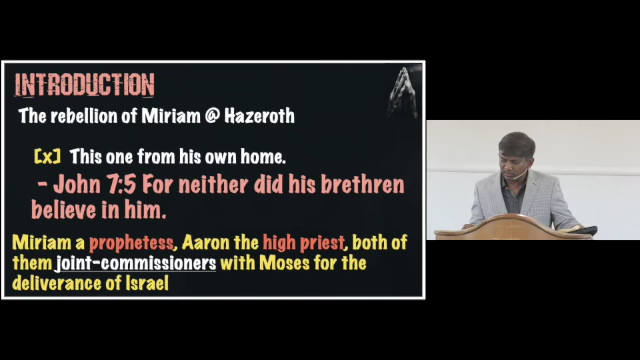 INTRODUCTION
The rebellion of Miriam @ Hazeroth
[x] This one from his own home.
- John 7:5 For neither did his brethren
believe in him.
Miriam a prophetess, Aaron the high priest, both of
them joint-commissioners with Moses for the
deliverance of Israel